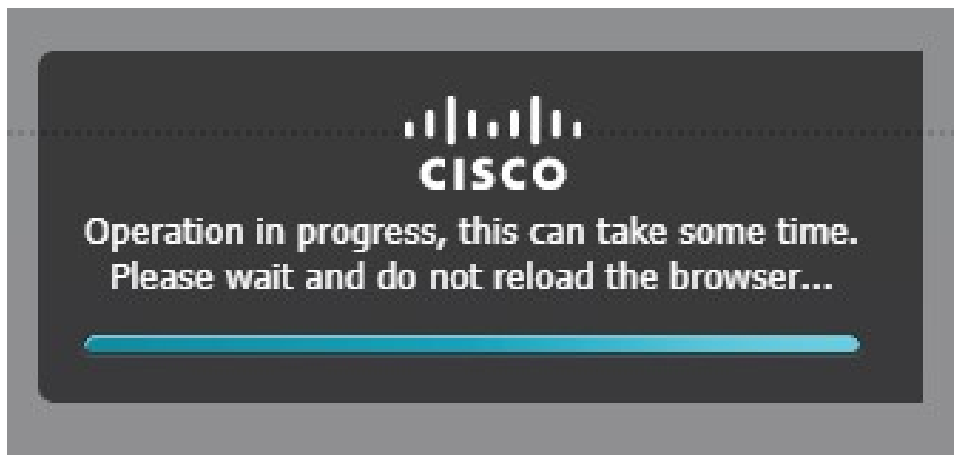 CISCO
Operation in progress, this can take some time.
Please wait and do not reload the browser...